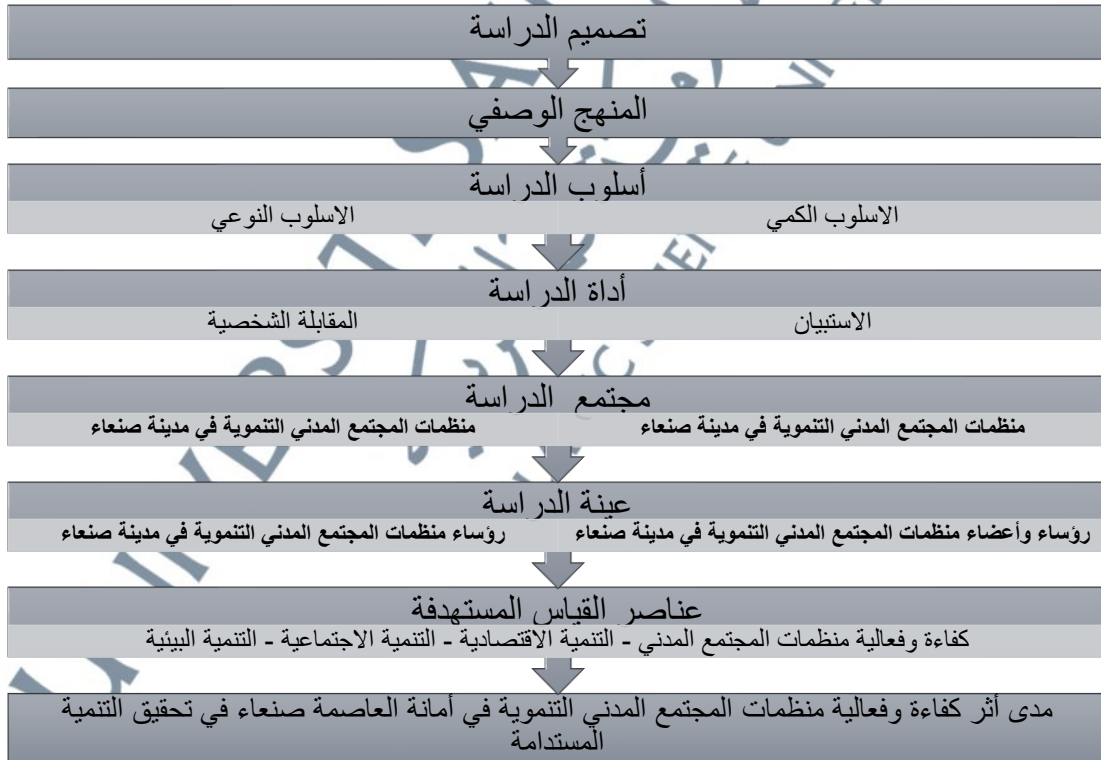 تصميم الدراسة
المنهج الوصفي
أسلوب الدراسة
الاسلوب الكمي
الاسلوب النوعي
أداة الدراسة
الاستبيان
المقابلة الشخصية
مجتمع الدراسة
منظمات المجتمع المدني التنموية في مدينة صنعاء
منظمات المجتمع المدني التنموية في مدينة صنعاء
عينة الدراسة
رؤساء وأعضاء منظمات المجتمع المدني التنموية في مدينة صنعاء
رؤساء منظمات المجتمع المدني التنموية في مدينة صنعاء
عناصر القياس المستهدفة
كفاءة وفعالية منظمات المجتمع المدني - التنمية الاقتصادية - التنمية الاجتماعية - التنمية البيئية
مدى أثر كفاءة وفعالية منظمات المجتمع المدني التنموية في أمانة العاصمة صنعاء في تحقيق التنمية
المستدامة